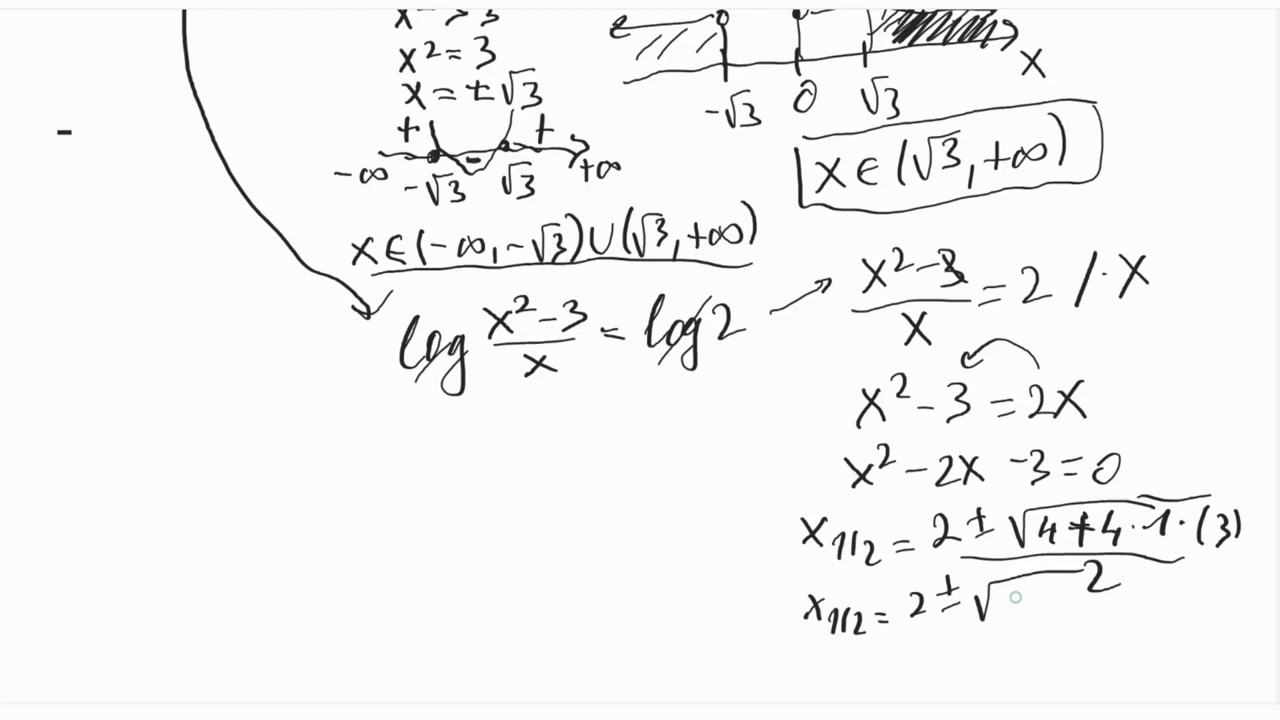 x² = 3
x = ±√3
+ - +
-∞ -√3 √3 +∞
x ∈ (-∞, -√3) ∪ (√3, +∞)
-√3 0 √3 x
x ∈ (√3, +∞)
log (x² - 3)/x = log 2 → (x² - 3)/x = 2 / · x
x² - 3 = 2x
x² - 2x - 3 = 0
x₁/₂ = (2 ± √(4 + 4 · 1 · (3)))/2
x₁/₂ = 2 ± √